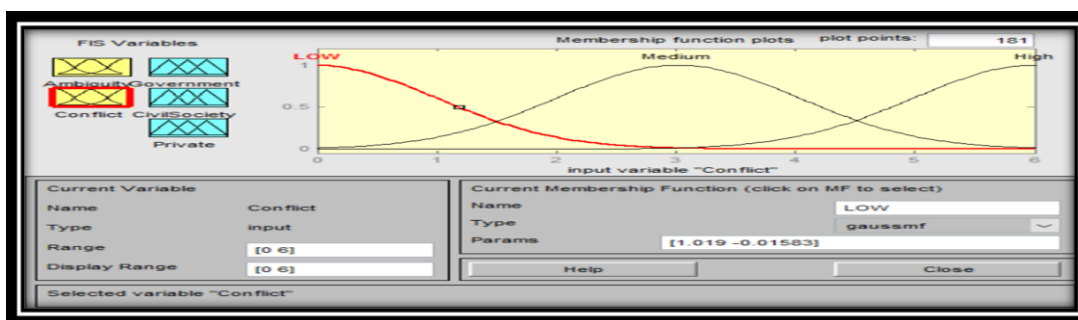 FIS Variables
Membership function plots
plot points:
181
LOW
Medium
High
Ambiguity
Government
Conflict
CivilSociety
Private
1
0.5
0
0 1 2 3 4 5 6
input variable "Conflict"
Current Variable
Name Conflict
Type input
Range [0 6]
Display Range [0 6]
Current Membership Function (click on MF to select)
Name LOW
Type gaussmf
Params [1.019 -0.01583]
Help
Close
Selected variable "Conflict"